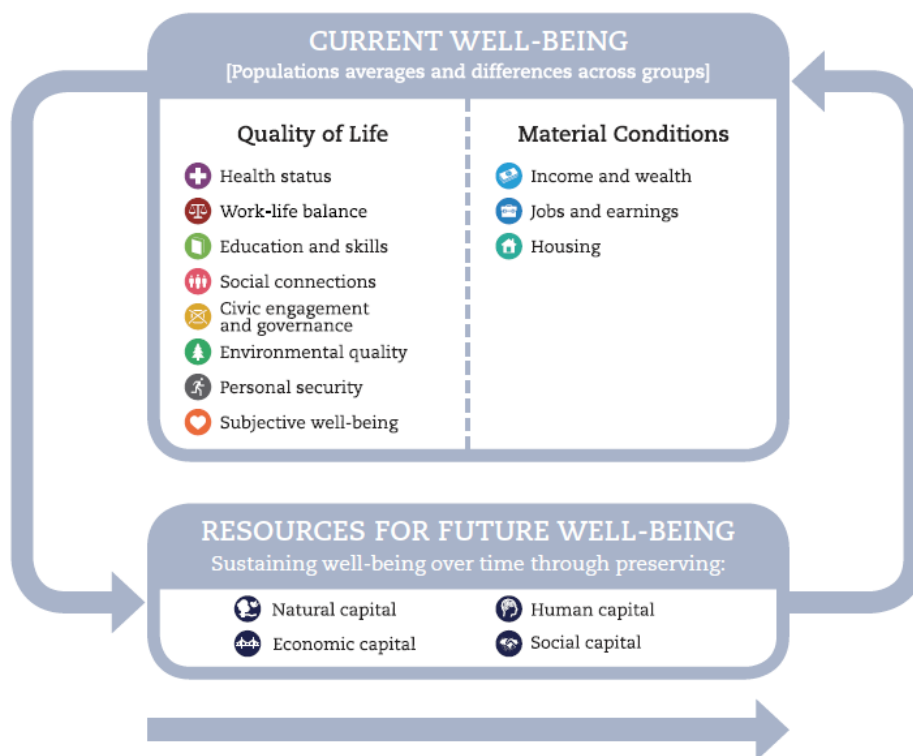 CURRENT WELL-BEING
[Populations averages and differences across groups]
Quality of Life
Health status
Work-life balance
Education and skills
Social connections
Civic engagement
and governance
Environmental quality
Personal security
Subjective well-being
Material Conditions
Income and wealth
Jobs and earnings
Housing
RESOURCES FOR FUTURE WELL-BEING
Sustaining well-being over time through preserving:
Natural capital
Economic capital
Human capital
Social capital